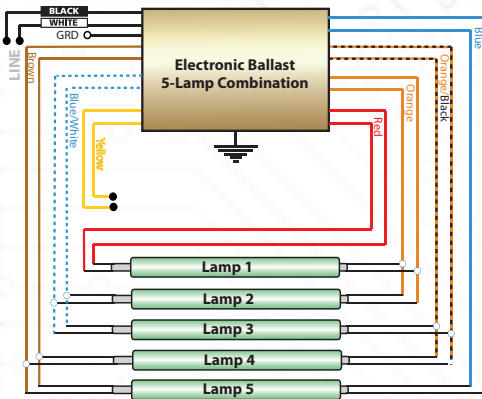 BLACK
WHITE
GRD
LINE
Electronic Ballast
5-Lamp Combination
Brown
Blue/White
Yellow
Red
Orange
Orange/Black
Blue
Lamp 1
Lamp 2
Lamp 3
Lamp 4
Lamp 5